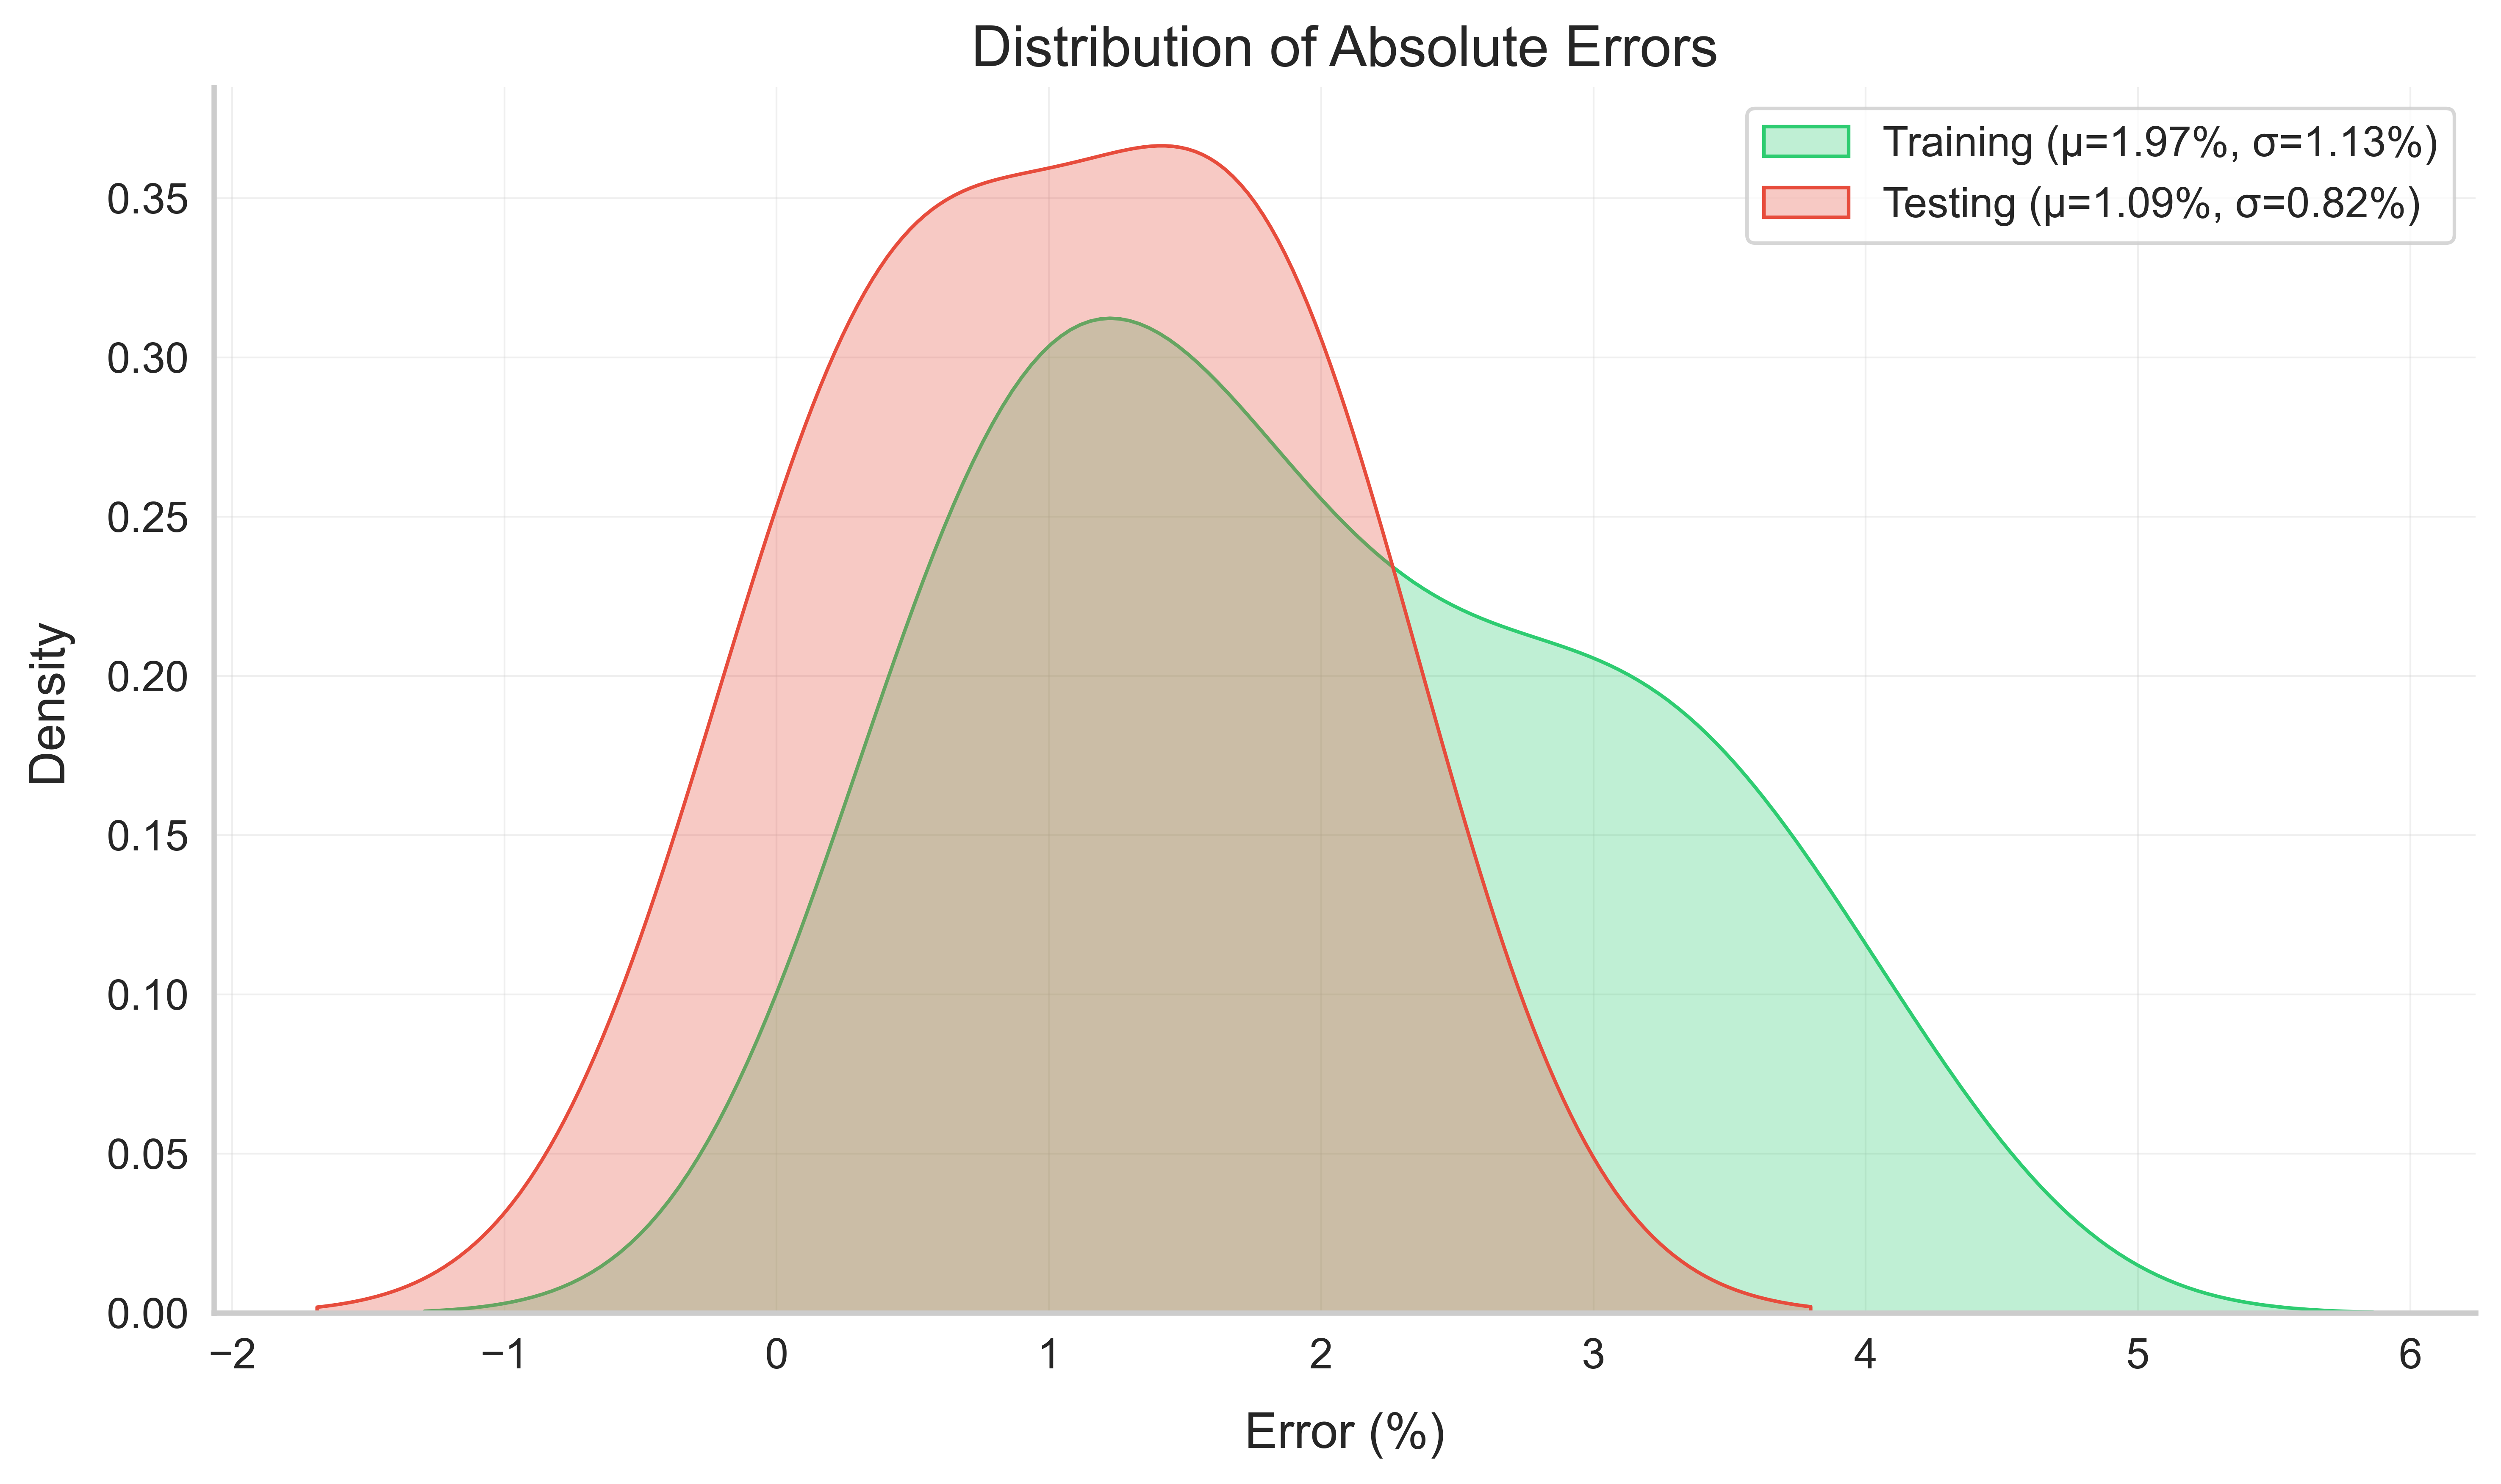 Distribution of Absolute Errors
Training (μ=1.97%, σ=1.13%)
Testing (μ=1.09%, σ=0.82%)
Density
0.35
0.30
0.25
0.20
0.15
0.10
0.05
0.00
−2 −1 0 1 2 3 4 5 6
Error (%)